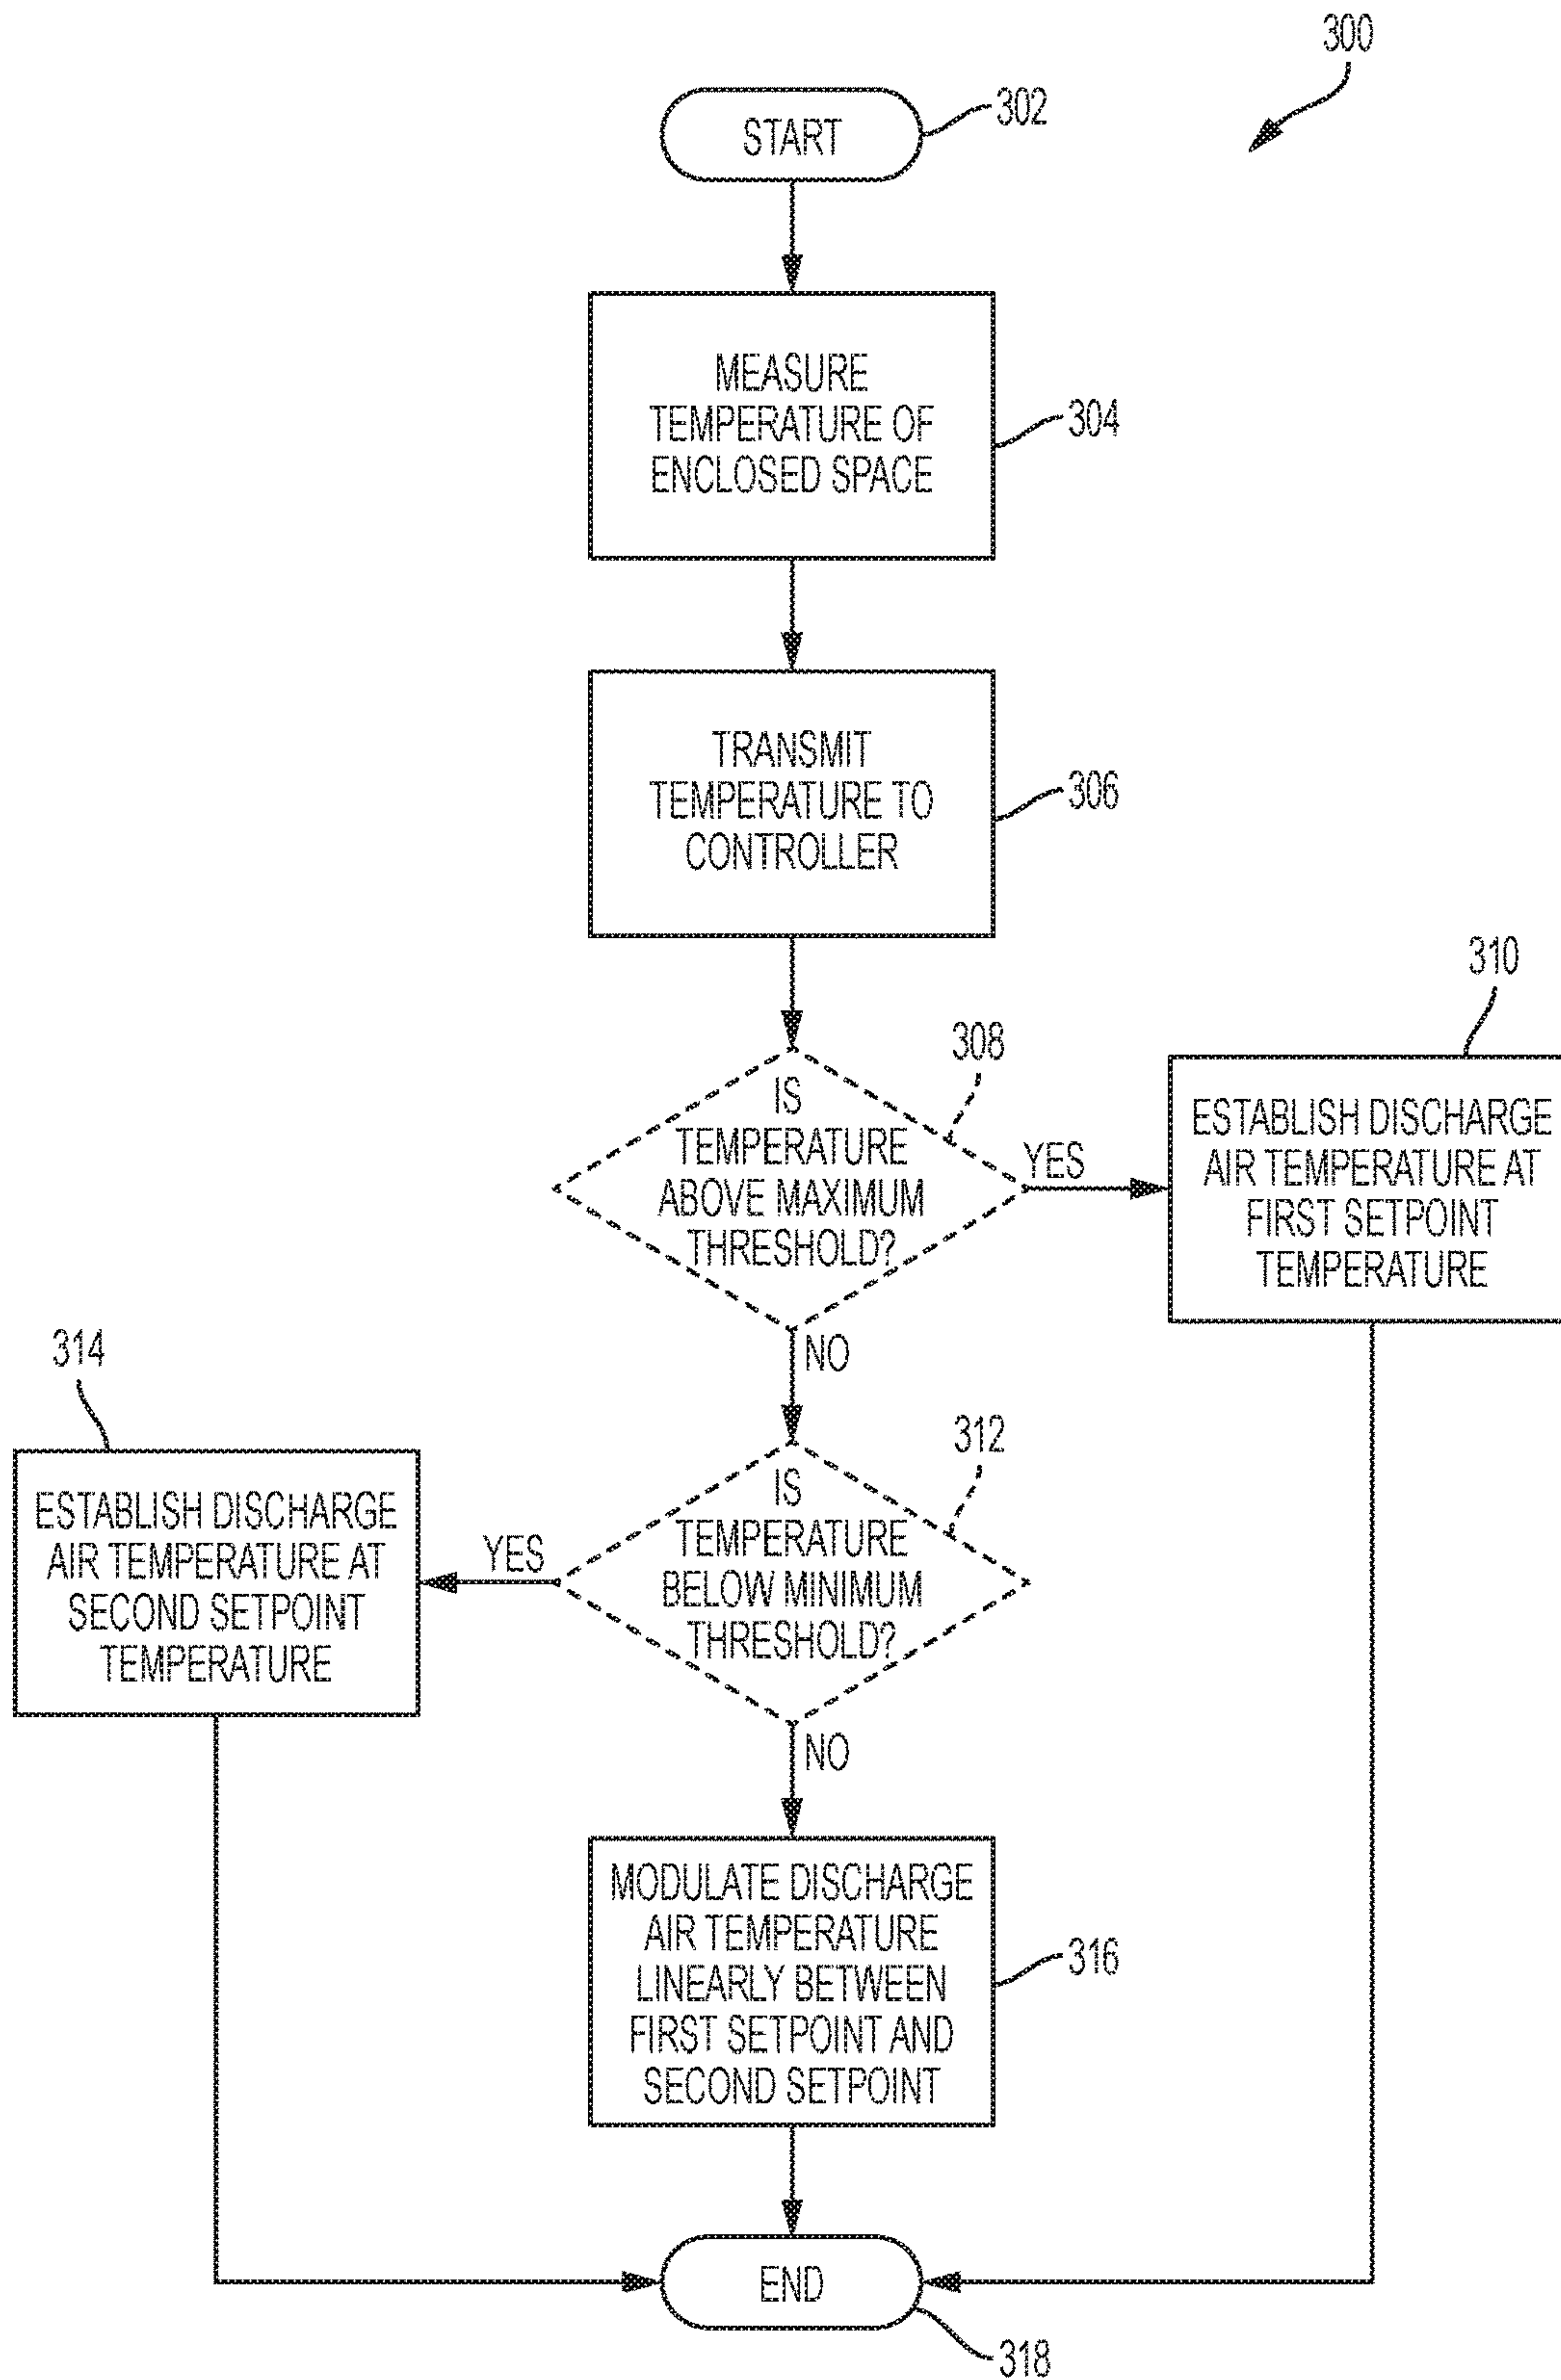 300
START
302
MEASURE
TEMPERATURE OF
ENCLOSED SPACE
304
TRANSMIT
TEMPERATURE TO
CONTROLLER
306
308
IS
TEMPERATURE
ABOVE MAXIMUM
THRESHOLD?
YES
310
ESTABLISH DISCHARGE
AIR TEMPERATURE AT
FIRST SETPOINT
TEMPERATURE
NO
312
IS
TEMPERATURE
BELOW MINIMUM
THRESHOLD?
YES
314
ESTABLISH DISCHARGE
AIR TEMPERATURE AT
SECOND SETPOINT
TEMPERATURE
NO
MODULATE DISCHARGE
AIR TEMPERATURE
LINEARLY BETWEEN
FIRST SETPOINT AND
SECOND SETPOINT
316
END
318